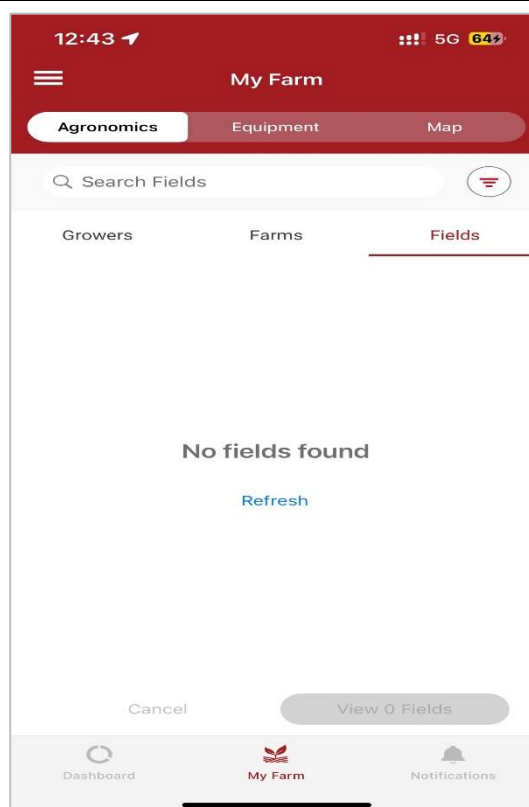 12:43 5G 64
My Farm
Agronomics Equipment Map
Search Fields
Growers Farms Fields
No fields found
Refresh
Cancel View 0 Fields
Dashboard My Farm Notifications